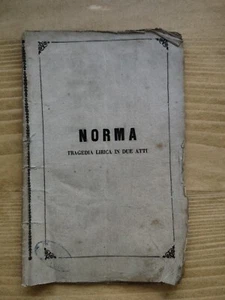 NORMA
TRAGEDIA LIRICA IN DUE ATTI